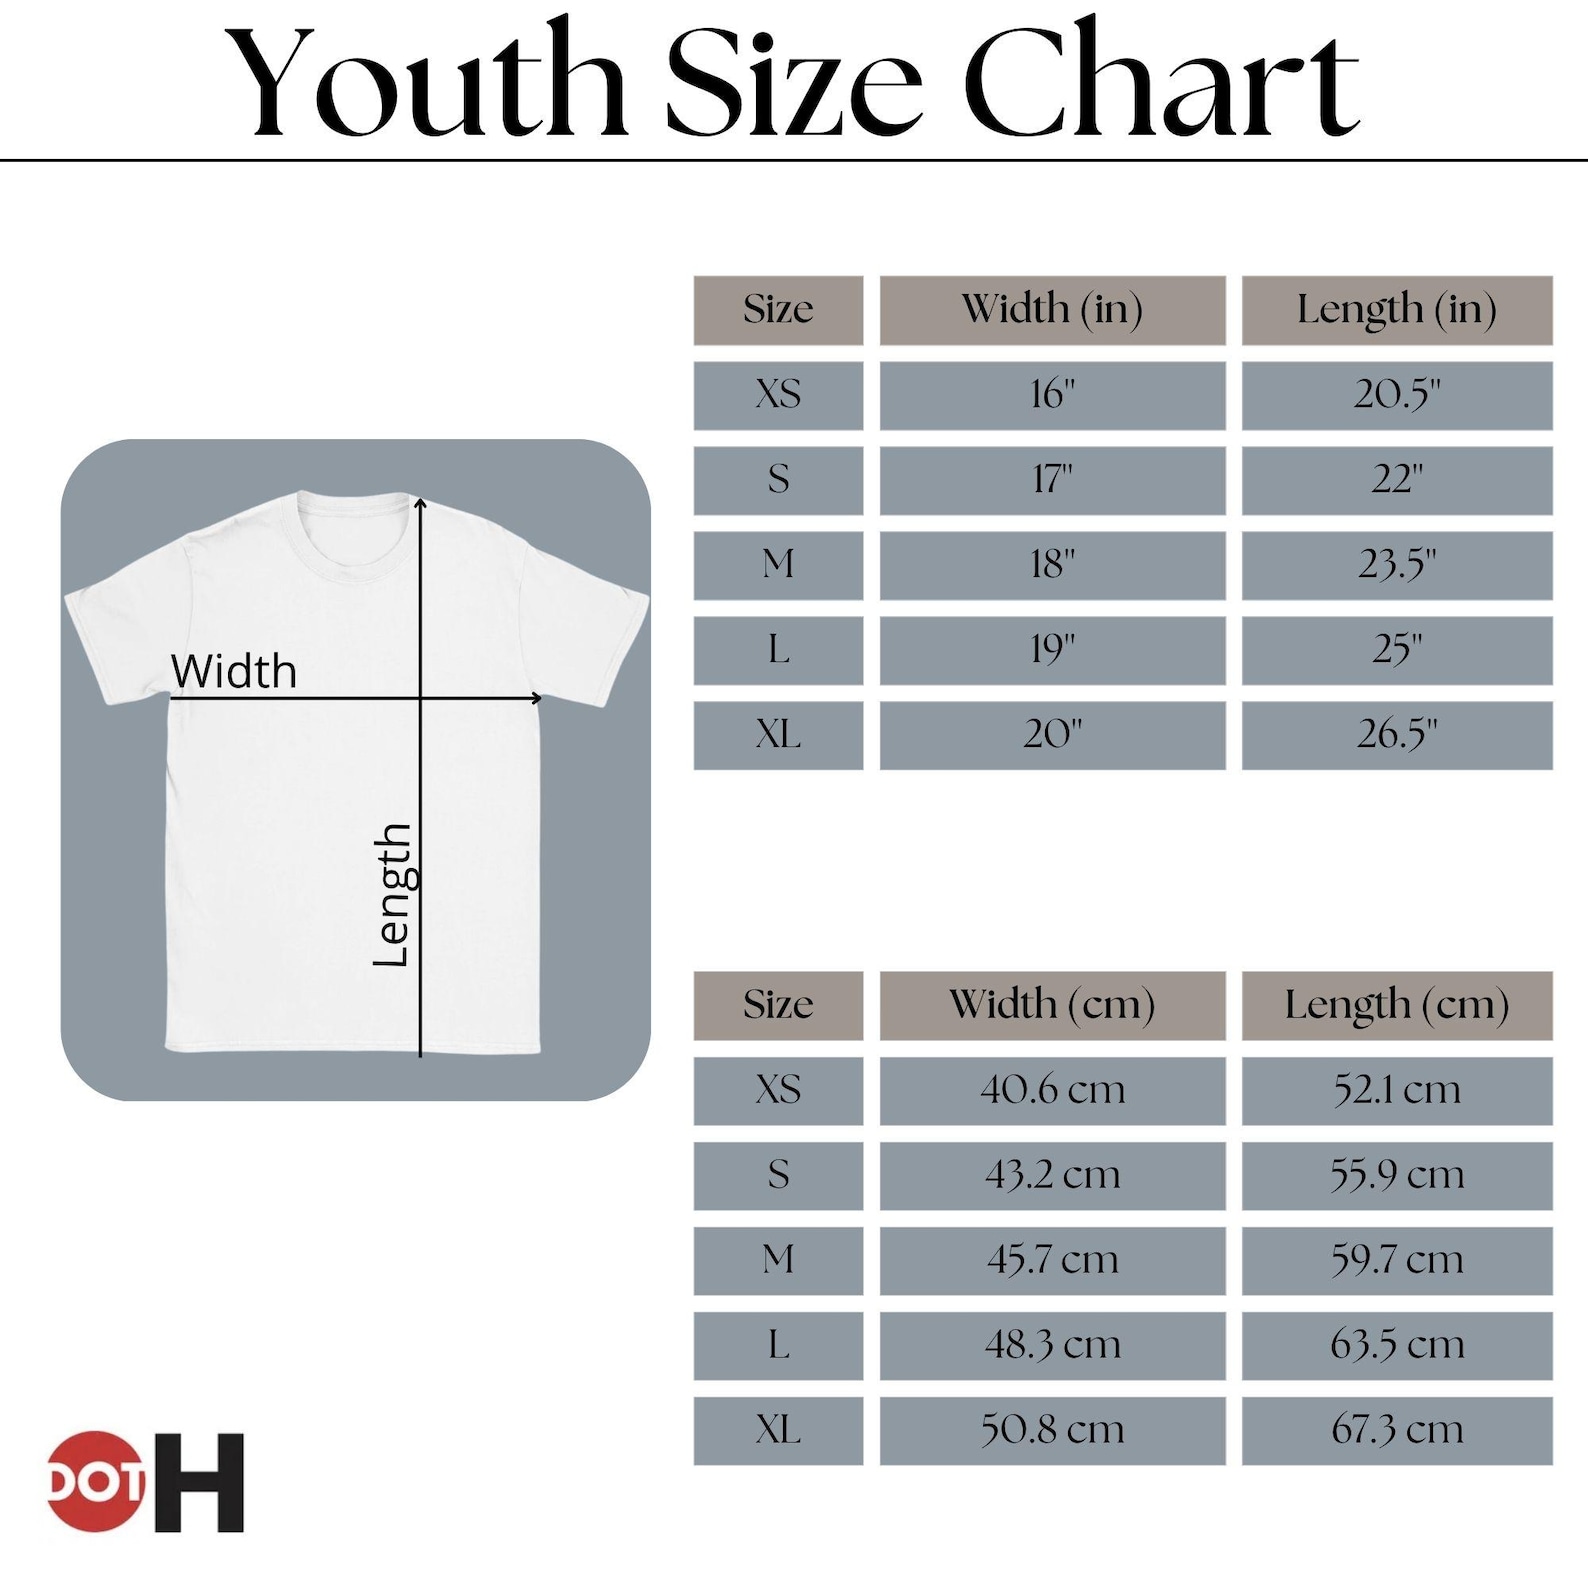 Youth Size Chart
Size Width (in) Length (in)
XS 16" 20.5"
S 17" 22"
M 18" 23.5"
L 19" 25"
XL 20" 26.5"
Width
Length
Size Width (cm) Length (cm)
XS 40.6 cm 52.1 cm
S 43.2 cm 55.9 cm
M 45.7 cm 59.7 cm
L 48.3 cm 63.5 cm
XL 50.8 cm 67.3 cm
DOT H